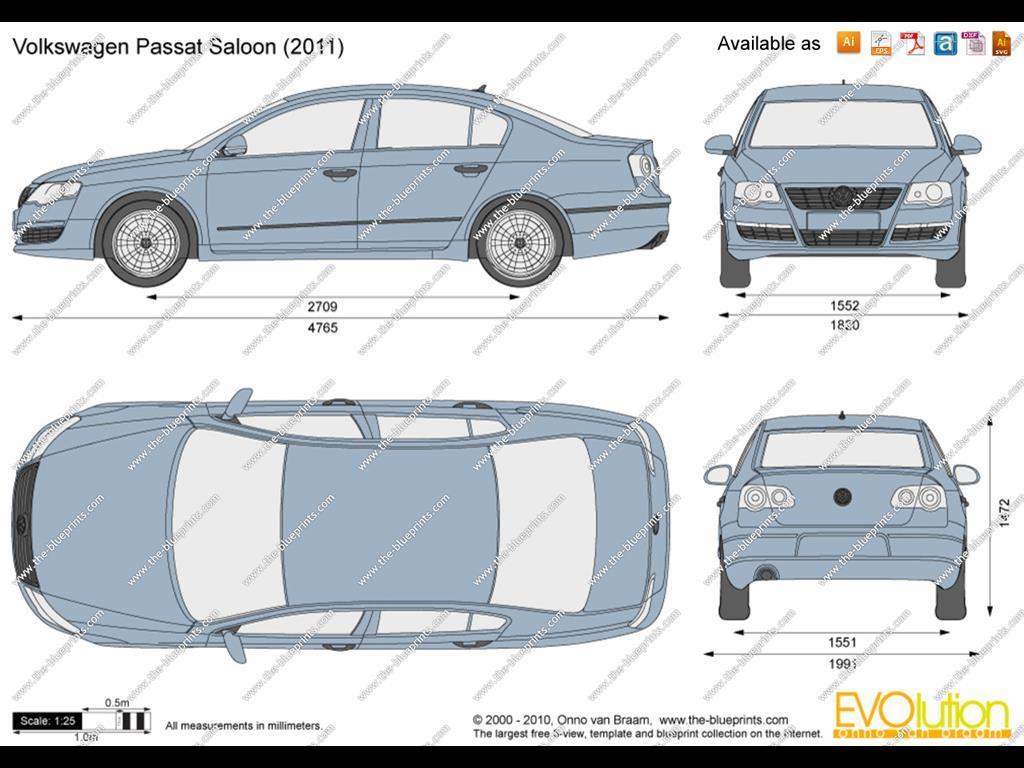 Volkswagen Passat Saloon (2011)
Available as
Ai
EPS
PDF
a
DXF
Ai
SVG
2709
4765
1552
1820
1472
1551
1991
0.5m
Scale: 1:25
1.0m
All measurements in millimeters.
© 2000 - 2010, Onno van Braam, www.the-blueprints.com
The largest free 3-view, template and blueprint collection on the internet.
EVOlution
onno van braam
www.the-blueprints.com